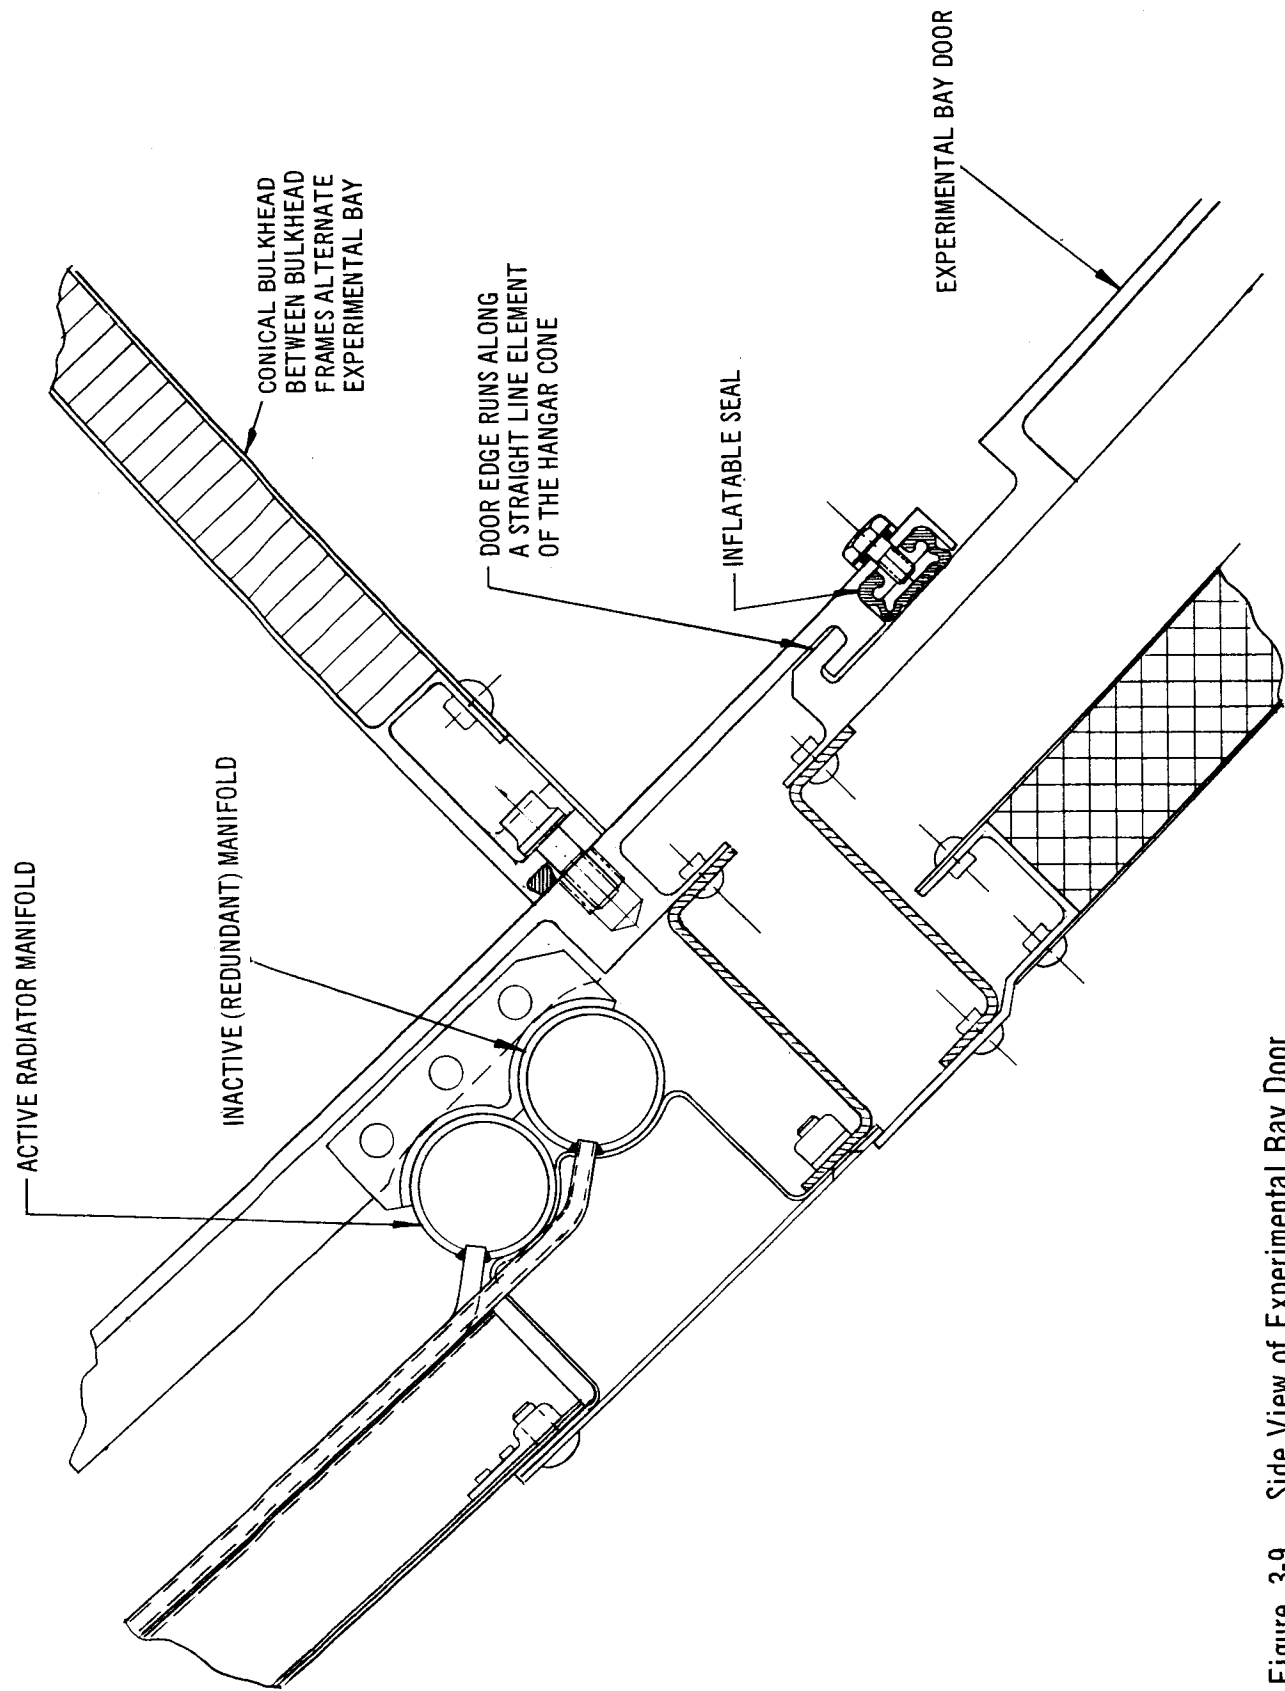 ACTIVE RADIATOR MANIFOLD
INACTIVE (REDUNDANT) MANIFOLD
CONICAL BULKHEAD
BETWEEN BULKHEAD
FRAMES ALTERNATE
EXPERIMENTAL BAY
DOOR EDGE RUNS ALONG
A STRAIGHT LINE ELEMENT
OF THE HANGAR CONE
INFLATABLE SEAL
EXPERIMENTAL BAY DOOR
Figure 3-9 Side View of Experimental Bay Door